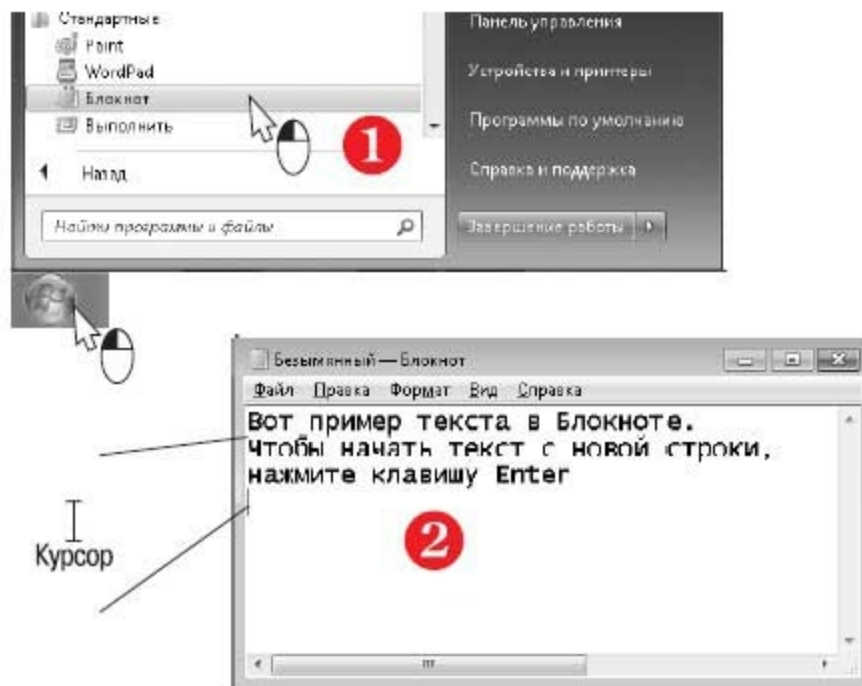 Стандартные
Paint
WordPad
Блокнот
Выполнить
1
Назад
Найти программы и файлы
Панель управления
Устройства и принтеры
Программы по умолчанию
Справка и поддержка
Завершение работы
Безымянный — Блокнот
Файл Правка Формат Вид Справка
Вот пример текста в Блокноте.
Чтобы начать текст с новой строки,
нажмите клавишу Enter
Курсор
2